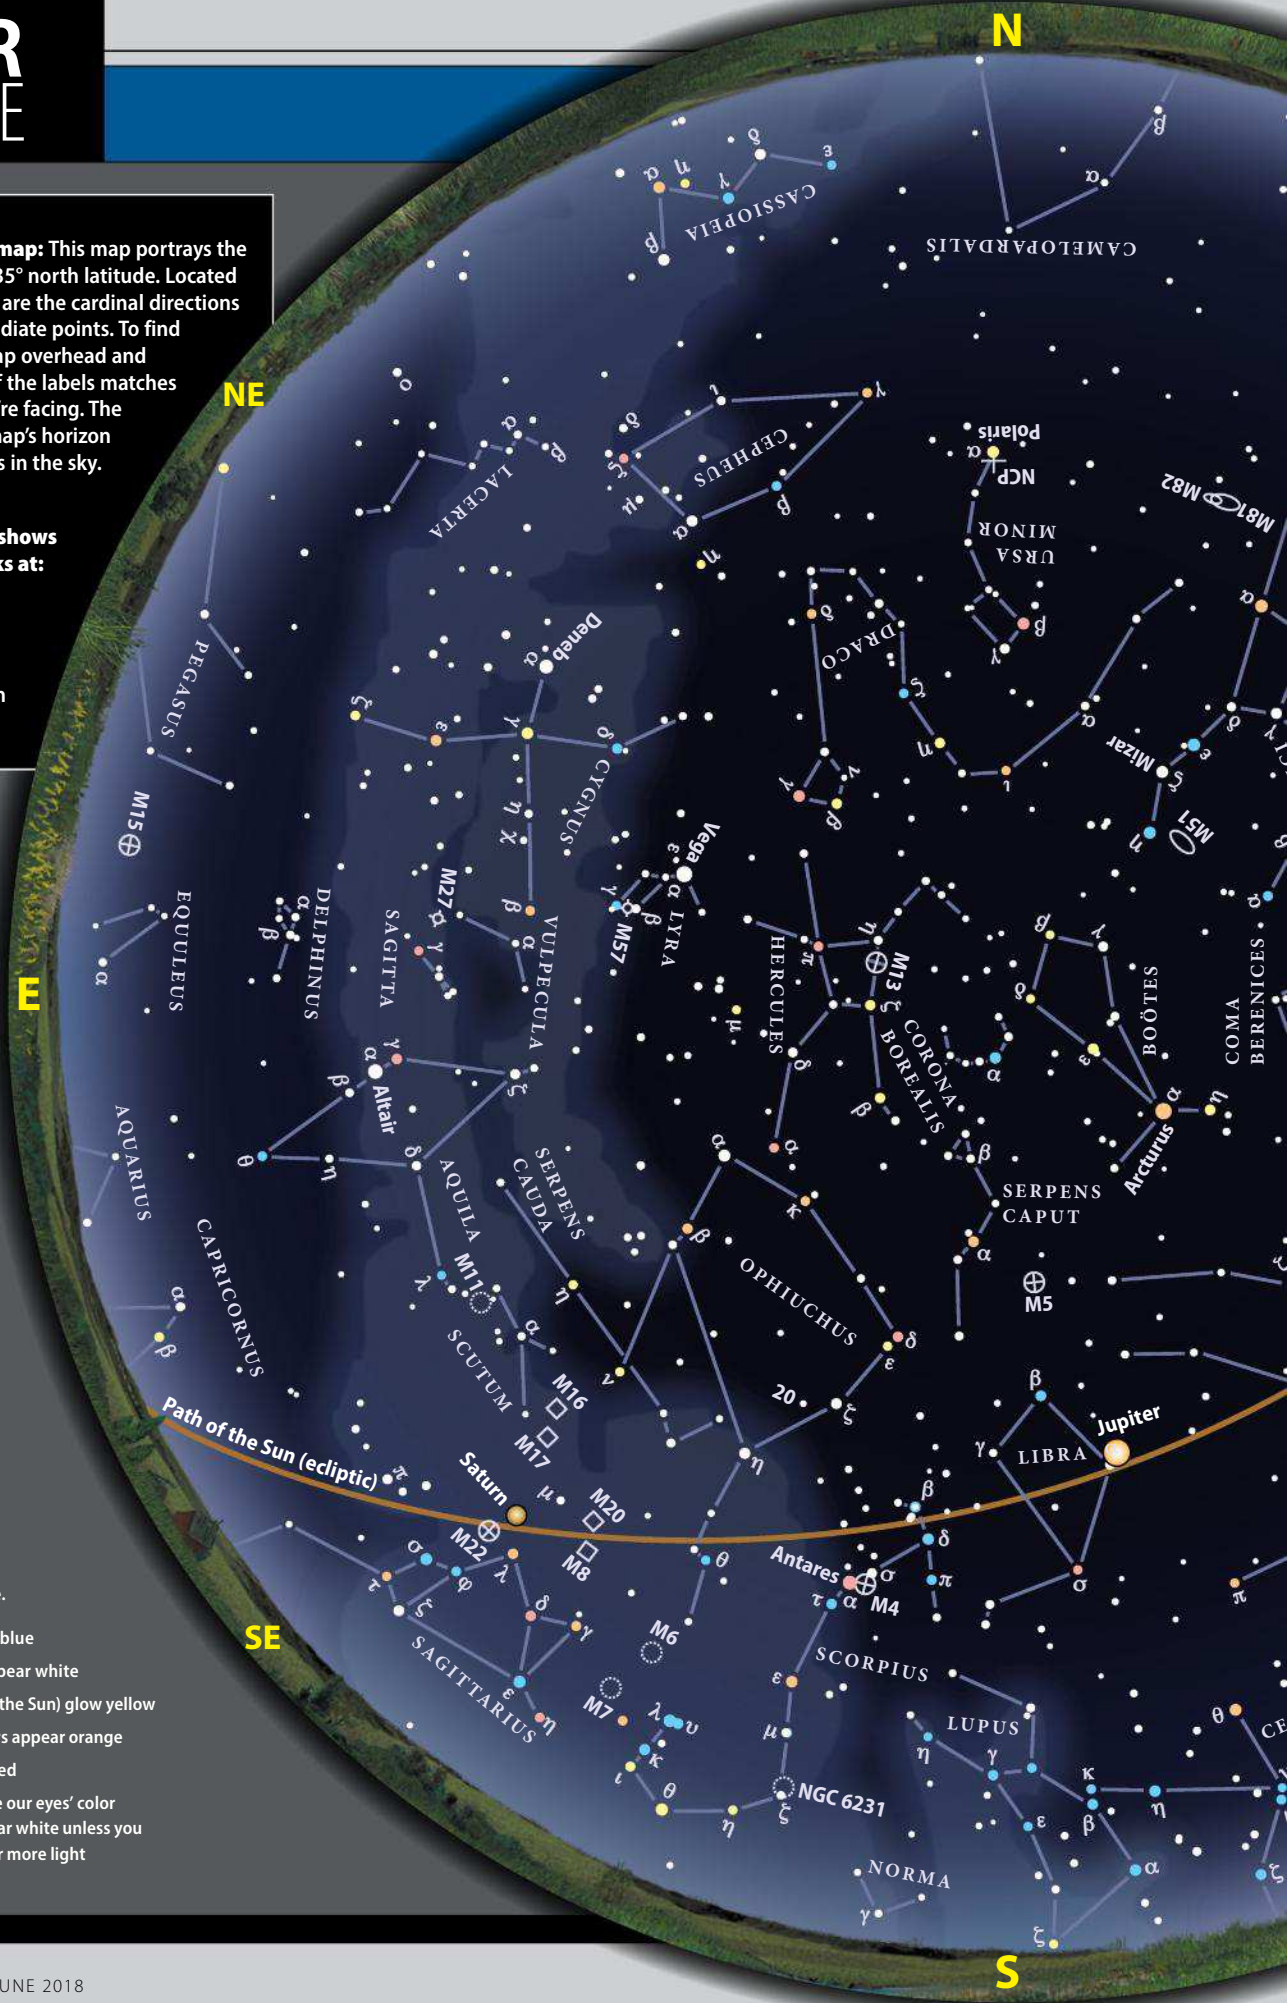 R
E
map: This map portrays the
35° north latitude. Located
are the cardinal directions
diate points. To find
ap overhead and
f the labels matches
're facing. The
nap's horizon
s in the sky.
shows
ks at:
n
e.
blue
pear white
the Sun) glow yellow
s appear orange
ed
e our eyes' color
ar white unless you
r more light
UNE 2018
N
NE
E
SE
S
CASSIOPEIA
α η γ δ ε
β
CAMELOPARDALIS
β
α
LACERTA
ο
α
β
CEPHEUS
δ
ζ
μ
ι
γ
α
β
η
Polaris
α
NCP
URSA
MINOR
β
γ
M82
M81
α
PEGASUS
Deneb
α
DRACO
δ
ζ
η
ι
α
λ
ν
β
CYGNUS
ζ
ε
γ
δ
η
χ
β
Mizar
ζ
ε
δ
γ
η
M51
M15
EQUULEUS
α
DELPHINUS
α
β
SAGITTA
α
γ
M27
VULPECULA
α
Vega
α
ε
LYRA
γ
β
M57
HERCULES
π
η
M13
ζ
μ
δ
β
α
CORONA
BOREALIS
α
BOÖTES
β
γ
δ
ε
α
η
Arcturus
COMA
BERENICES
α
AQUARIUS
CAPRICORNUS
α
β
AQUILA
α
Altair
β
γ
ζ
δ
η
θ
λ
SERPENS
CAUDA
η
ν
M11
SCUTUM
α
M16
M17
OPHIUCHUS
α
β
κ
δ
ε
ζ
20
η
θ
SERPENS
CAPUT
β
α
M5
Path of the Sun (ecliptic)
π
Saturn
μ
M20
M22
M8
LIBRA
β
γ
σ
Jupiter
SAGITTARIUS
σ
τ
φ
ζ
λ
δ
γ
ε
η
M6
M7
Antares
α
σ
M4
τ
β
δ
π
SCORPIUS
ε
μ
ζ
NGC 6231
η
θ
ι
κ
λ
υ
LUPUS
η
γ
ε
κ
β
α
ζ
η
NORMA
γ
π
θ
CE
ζ